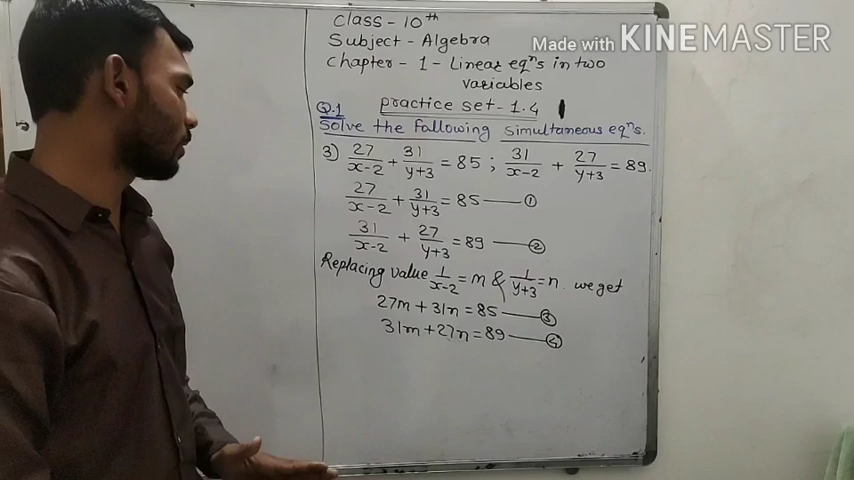 Made with KINEMASTER
Class - 10th
Subject - Algebra
Chapter - 1 - Linear eqⁿs in two
variables
practice set - 1.4
Q.1
Solve the following simultaneous eqⁿs.
3) 27/x-2 + 31/y+3 = 85 ; 31/x-2 + 27/y+3 = 89.
27/x-2 + 31/y+3 = 85 —— ①
31/x-2 + 27/y+3 = 89 —— ②
Replacing value 1/x-2 = m & 1/y+3 = n. we get
27m + 31n = 85 —— ③
31m + 27n = 89 —— ④